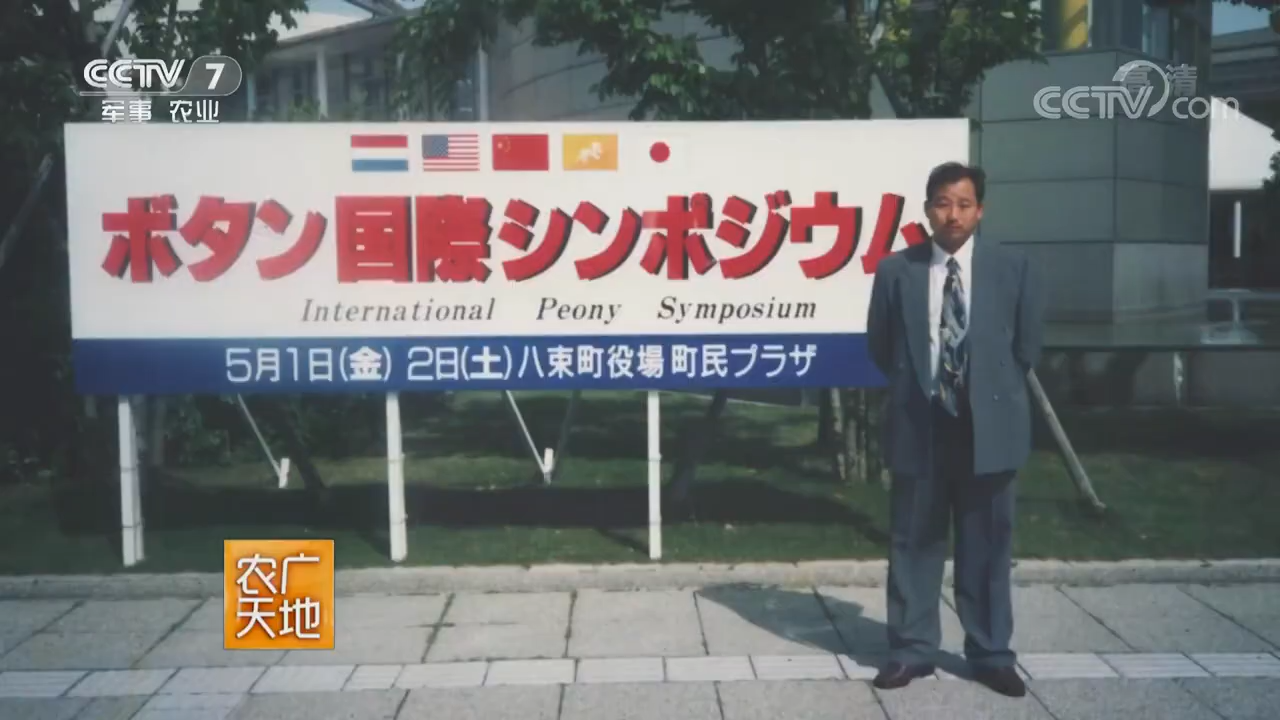 CCTV 7
军事 农业
高清
CCTV.com
ボタン国際シンポジウム
International Peony Symposium
5月1日(金) 2日(土)八束町役場町民プラザ
农广
天地